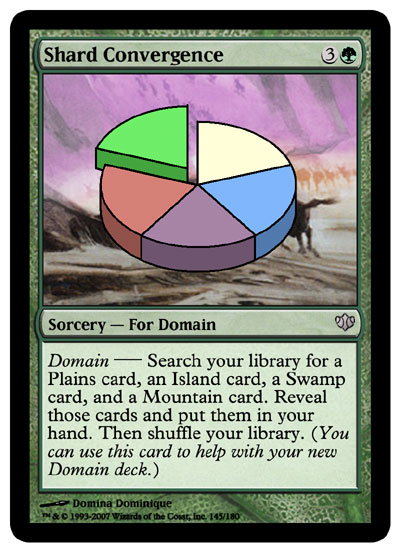 Shard Convergence 3
Sorcery — For Domain
Domain — Search your library for a
Plains card, an Island card, a Swamp
card, and a Mountain card. Reveal
those cards and put them in your
hand. Then shuffle your library. (You
can use this card to help with your new
Domain deck.)
Domina Dominique
™ & © 1993-2007 Wizards of the Coast, Inc. 145/180